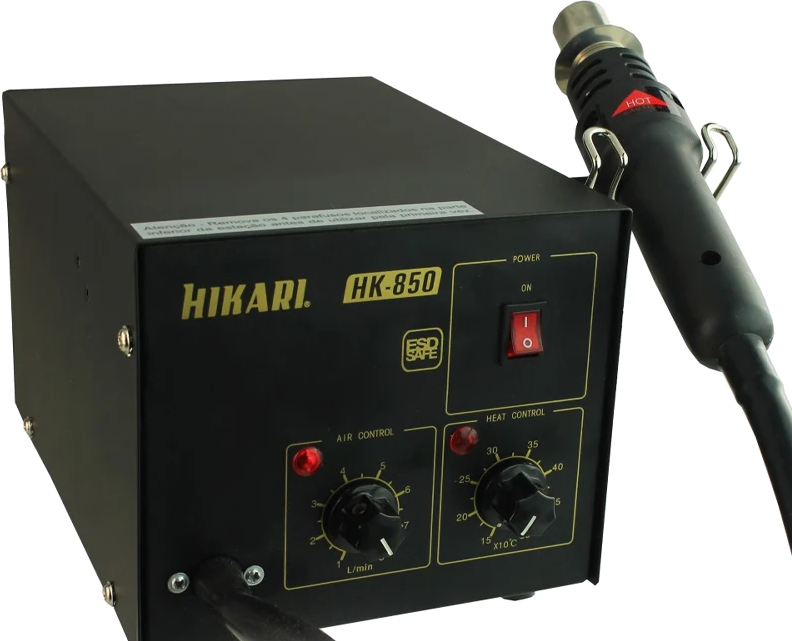 HOT
Atenção - Remova os 4 parafusos localizados na parte
inferior da estação antes de utilizar pela primeira vez.
HIKARI®
HK-850
POWER
ON
I
O
ESD
SAFE
AIR CONTROL
1 2 3 4 5 6 7
L/min
HEAT CONTROL
15 20 25 30 35 40
X10°C